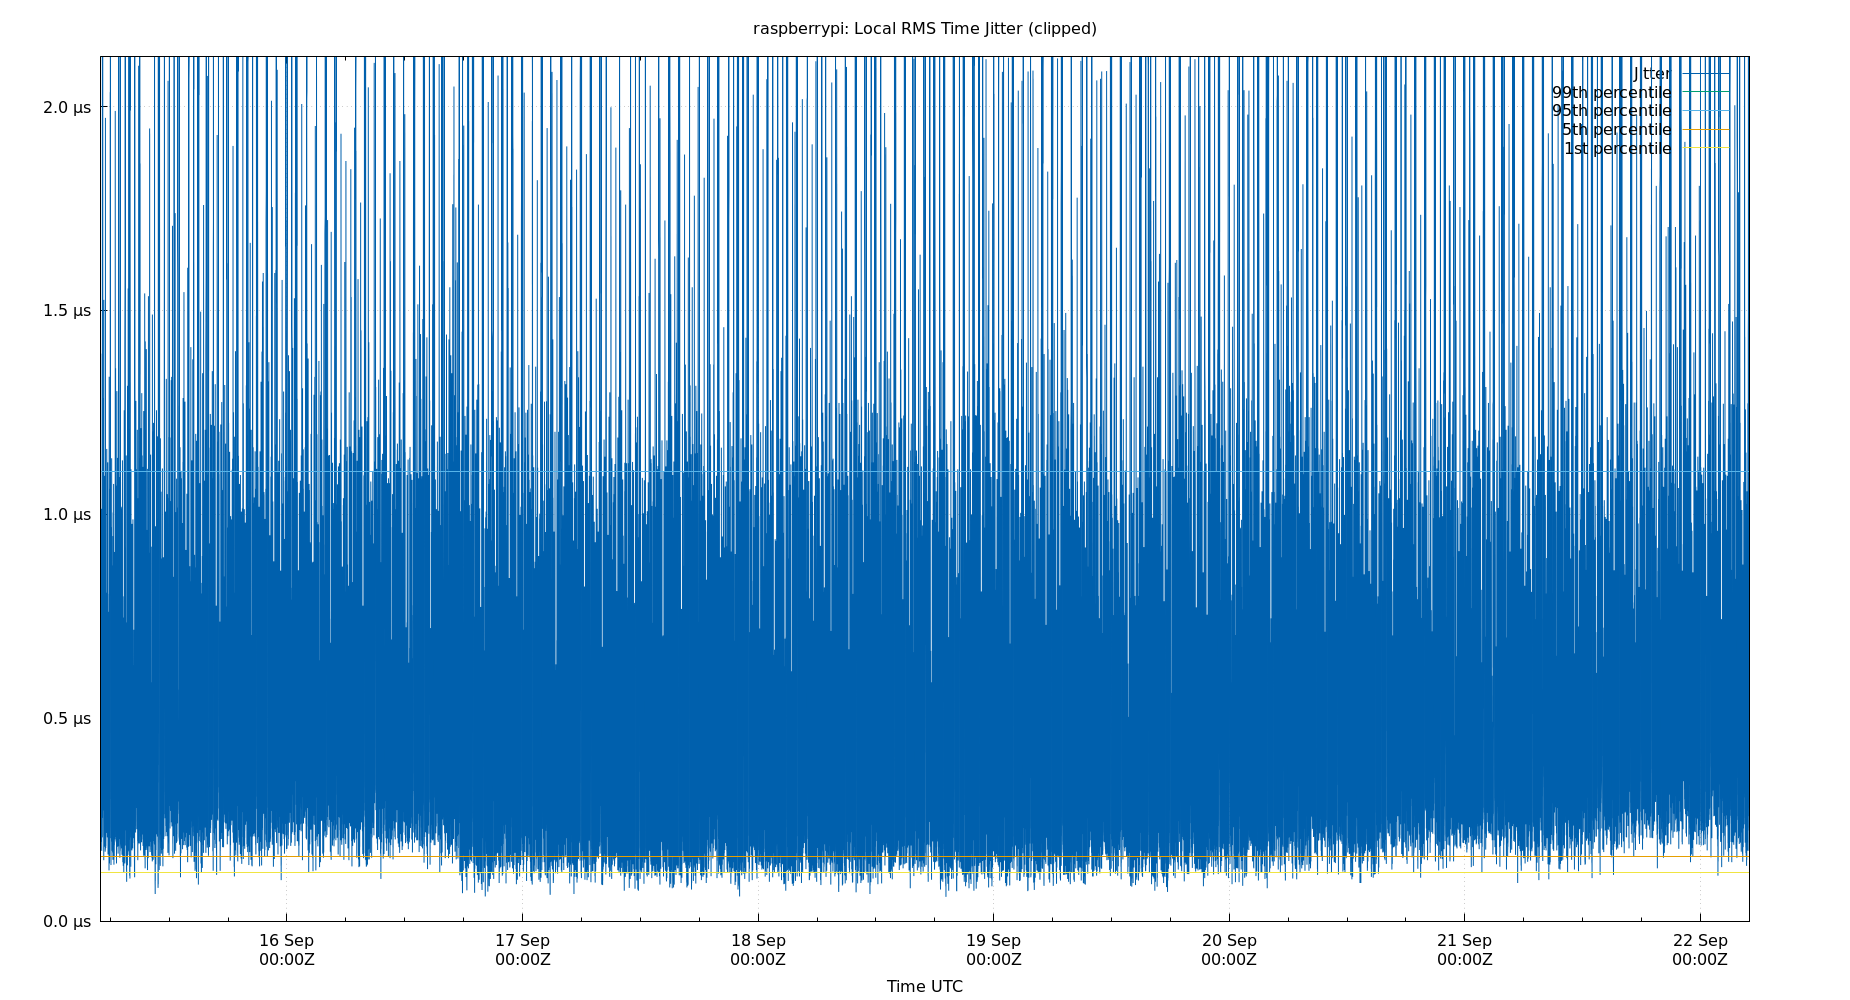 raspberrypi: Local RMS Time Jitter (clipped)
Jitter
99th percentile
95th percentile
5th percentile
1st percentile
2.0 μs
1.5 μs
1.0 μs
0.5 μs
0.0 μs
16 Sep
00:00Z
17 Sep
00:00Z
18 Sep
00:00Z
19 Sep
00:00Z
20 Sep
00:00Z
21 Sep
00:00Z
22 Sep
00:00Z
Time UTC